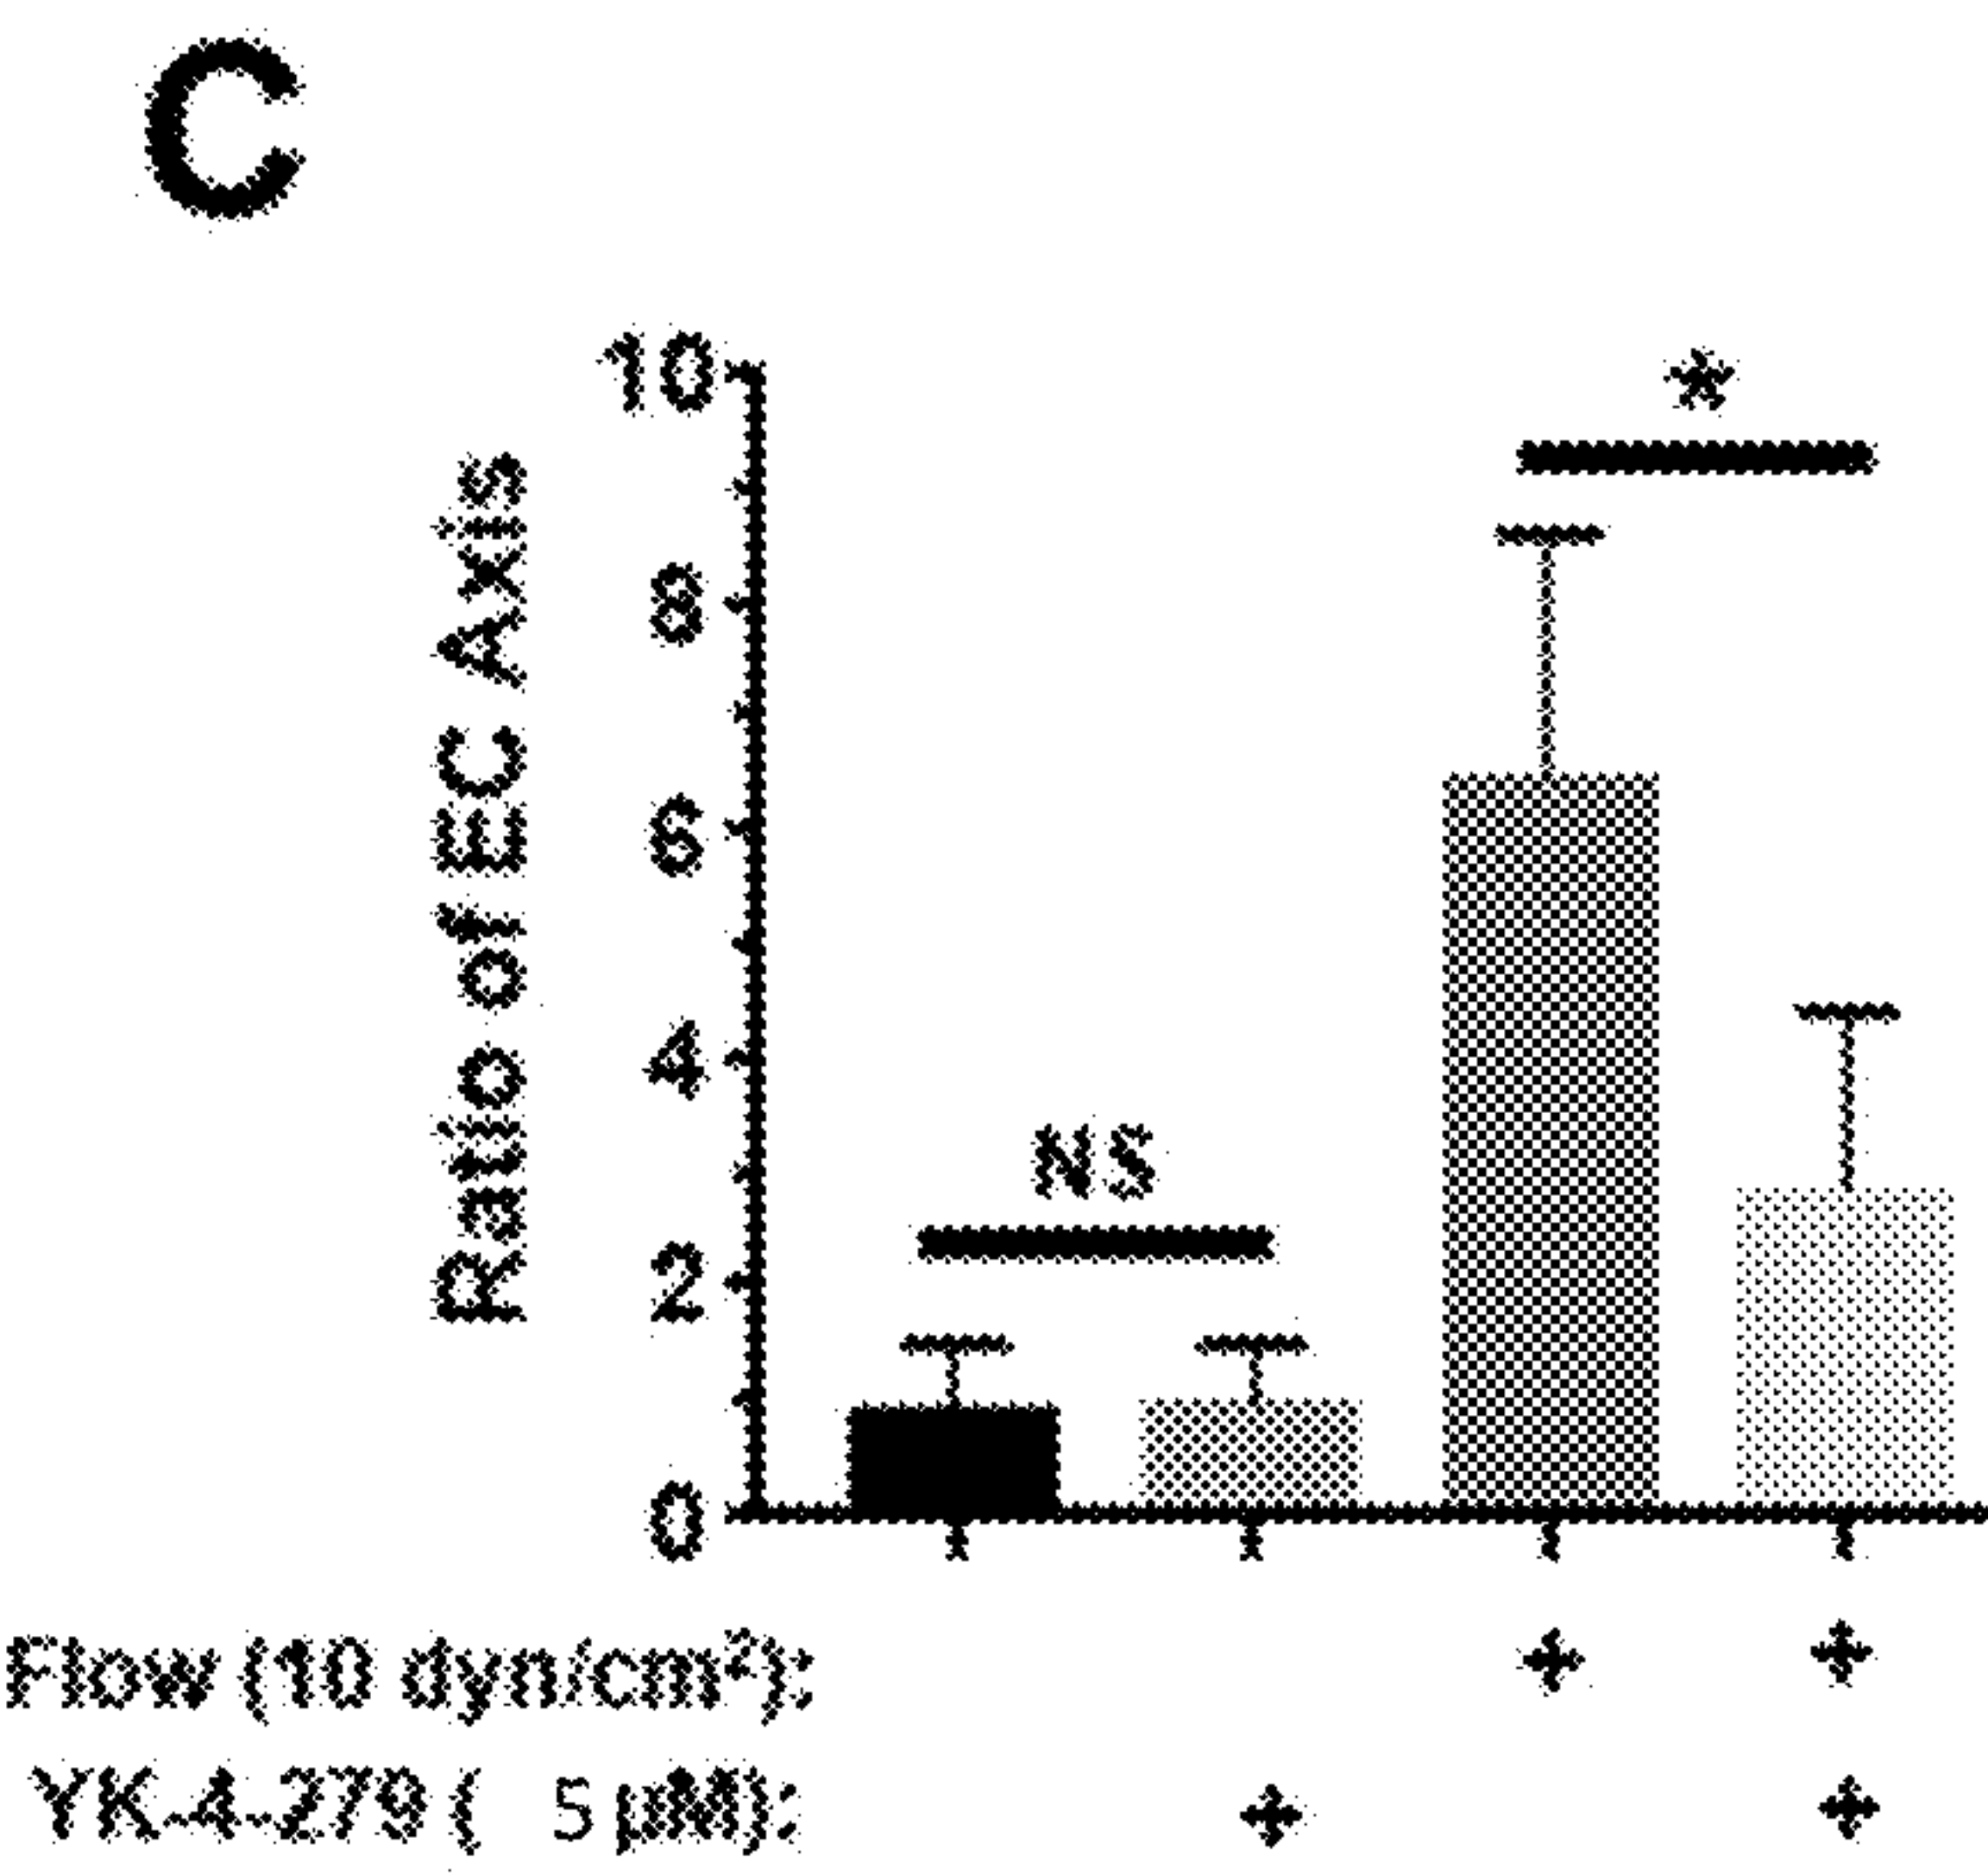 C
Ratio of EC Axis
10
8
6
4
2
0
NS
*
Flow (10 dyn/cm²): + +
YK-4-279 ( 5 µM): + +